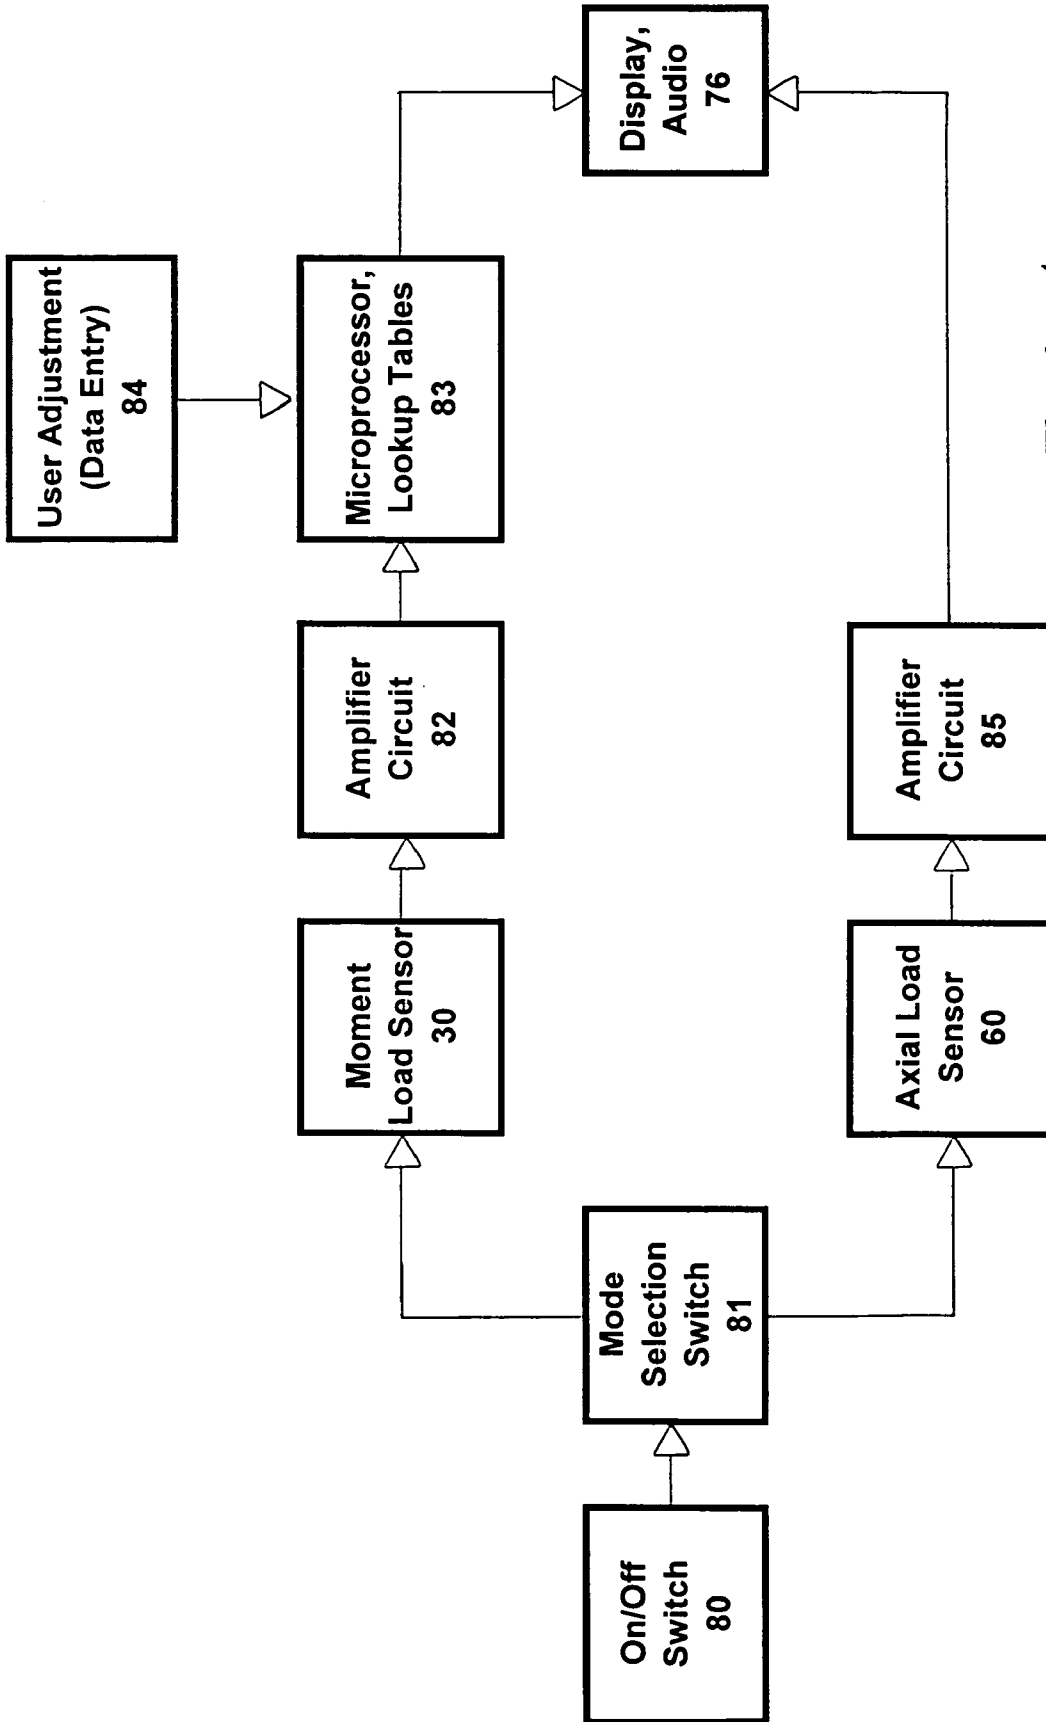 User Adjustment
(Data Entry)
84
Moment
Load Sensor
30
Amplifier
Circuit
82
Microprocessor,
Lookup Tables
83
On/Off
Switch
80
Mode
Selection
Switch
81
Display,
Audio
76
Axial Load
Sensor
60
Amplifier
Circuit
85